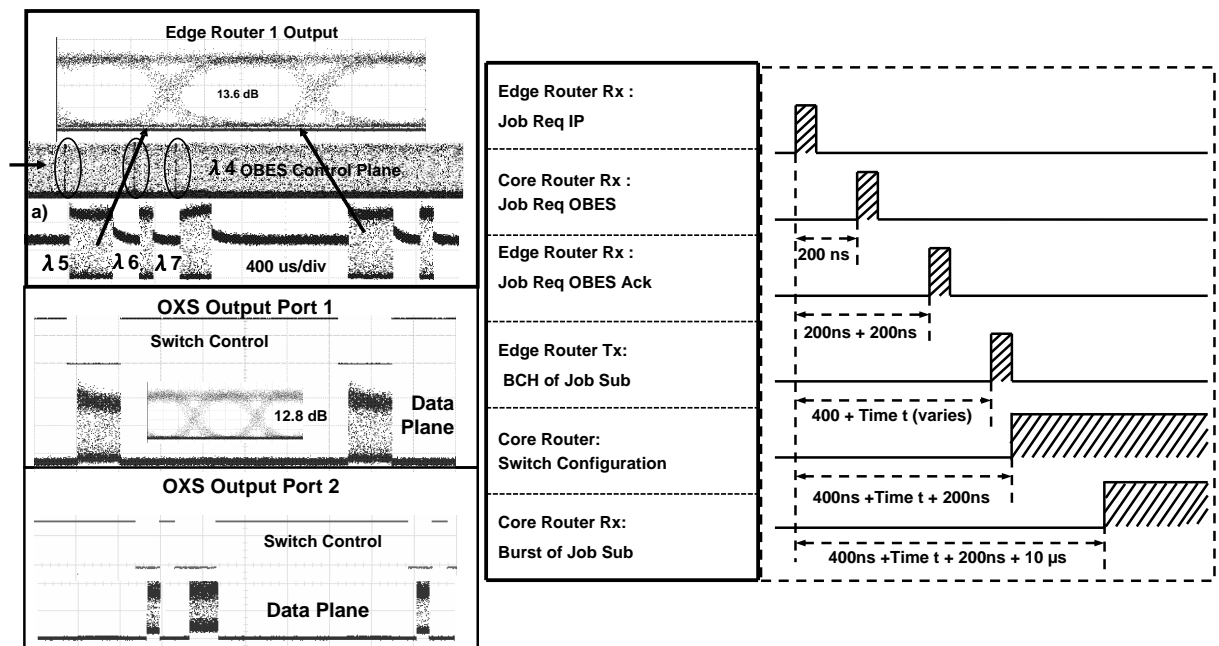 Edge Router 1 Output
13.6 dB
λ4 OBES Control Plane
a)
λ5 λ6 λ7 400 us/div
OXS Output Port 1
Switch Control
12.8 dB
Data
Plane
OXS Output Port 2
Switch Control
Data Plane
Edge Router Rx :
Job Req IP
Core Router Rx :
Job Req OBES
Edge Router Rx :
Job Req OBES Ack
Edge Router Tx:
BCH of Job Sub
Core Router:
Switch Configuration
Core Router Rx:
Burst of Job Sub
200 ns
200ns + 200ns
400 + Time t (varies)
400ns +Time t + 200ns
400ns +Time t + 200ns + 10 µs